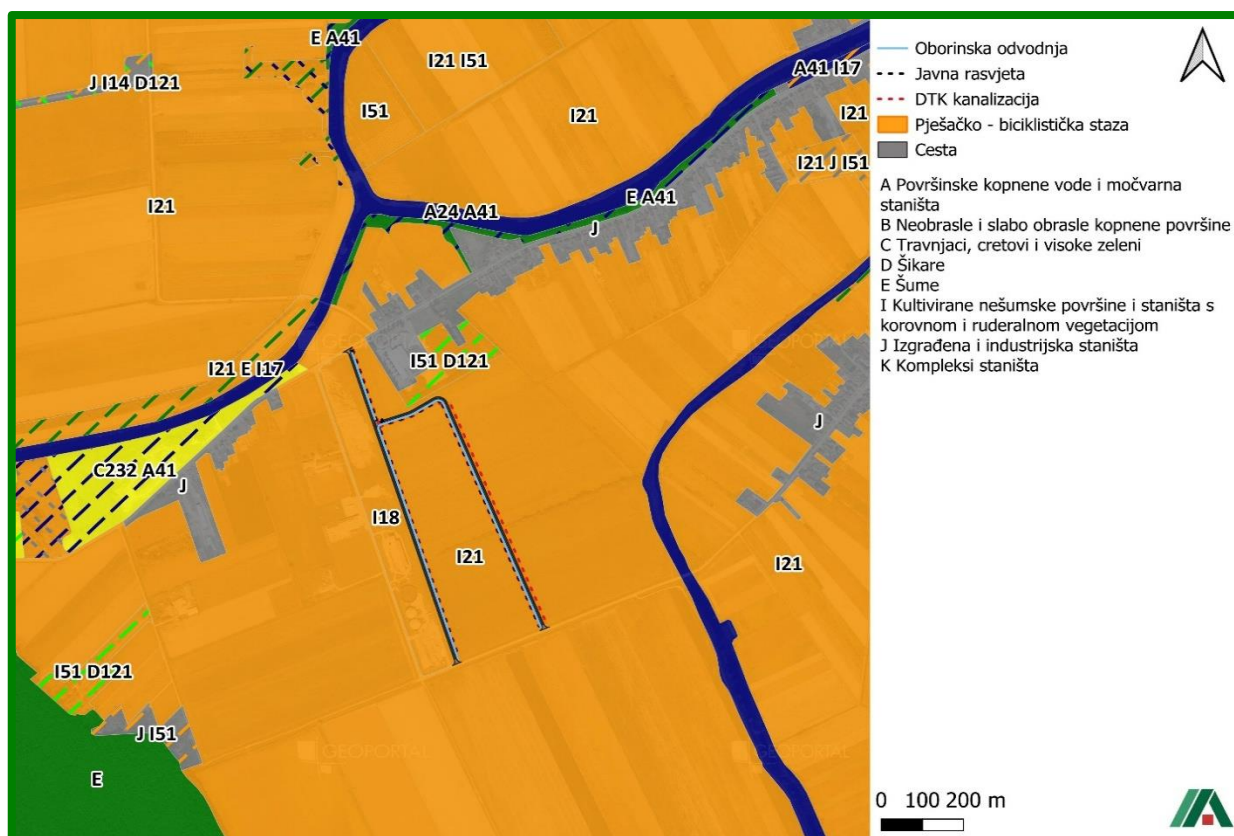 E A41
I21 I51
J I14 D121
I51
I21
A41 I17
I21
I21 J I51
I21
A24 A41
E A41
J
GEOPORTAL
GEOPORTAL
I21 E I17
I51 D121
C232 A41
J
J
I18
I21
I21
I51 D121
J I51
E
GEOPORTAL
GEOPORTAL
Oborinska odvodnja
Javna rasvjeta
DTK kanalizacija
Pješačko - biciklistička staza
Cesta
A Površinske kopnene vode i močvarna
staništa
B Neobrasle i slabo obrasle kopnene površine
C Travnjaci, cretovi i visoke zeleni
D Šikare
E Šume
I Kultivirane nešumske površine i staništa s
korovnom i ruderalnom vegetacijom
J Izgrađena i industrijska staništa
K Kompleksi staništa
0 100 200 m